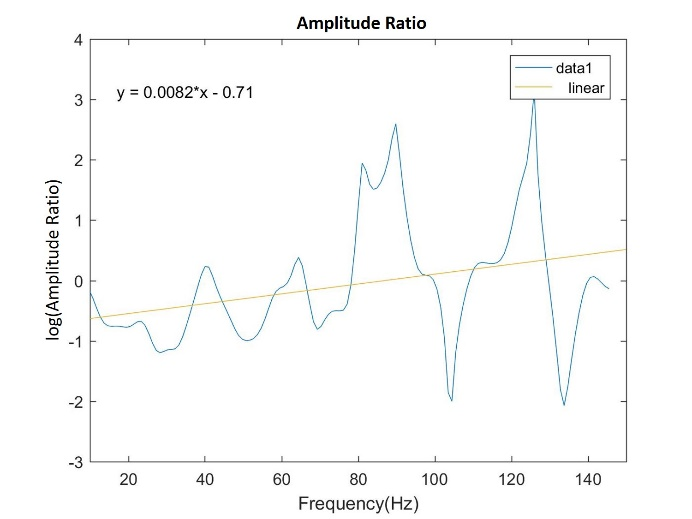 Amplitude Ratio
4
3
2
1
0
-1
-2
-3
y = 0.0082*x - 0.71
data1
linear
log(Amplitude Ratio)
20 40 60 80 100 120 140
Frequency(Hz)